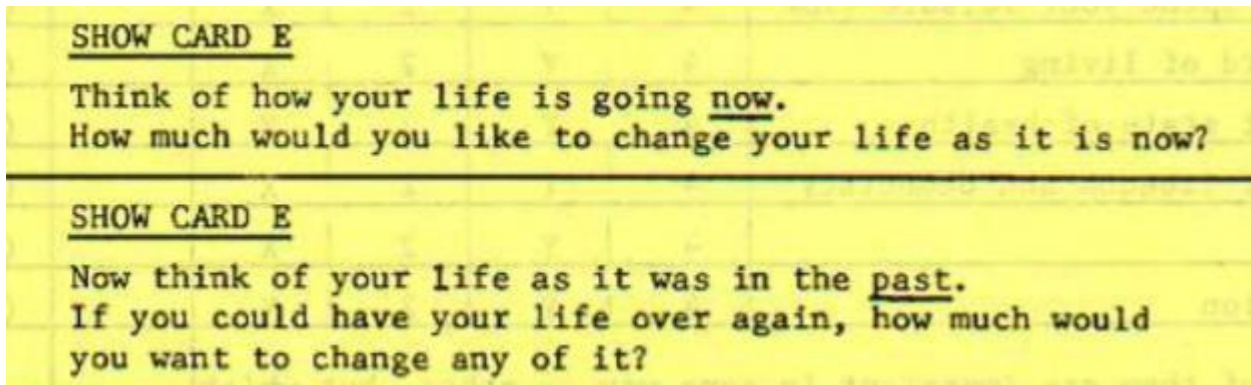 SHOW CARD E
Think of how your life is going now.
How much would you like to change your life as it is now?
SHOW CARD E
Now think of your life as it was in the past.
If you could have your life over again, how much would
you want to change any of it?